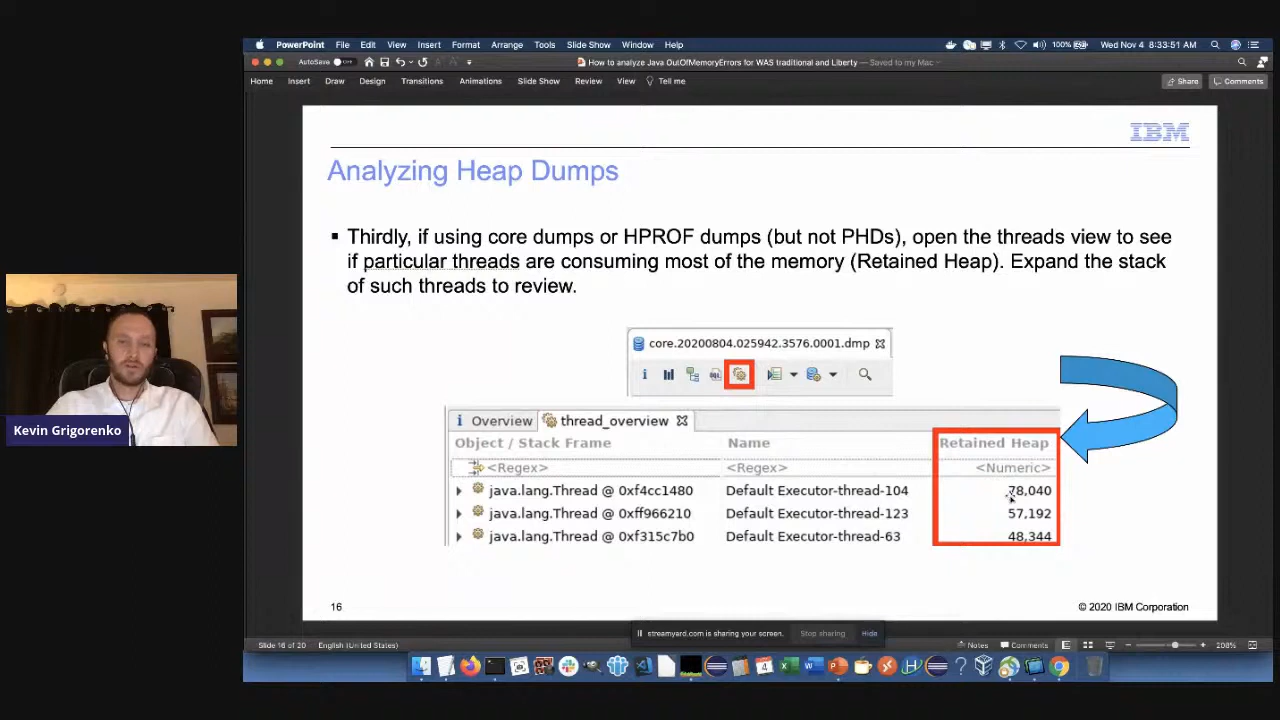 PowerPoint File Edit View Insert Format Arrange Tools Slide Show Window Help 100% Wed Nov 4 8:33:51 AM
AutoSave How to analyze Java OutOfMemoryErrors for WAS traditional and Liberty — Saved to my Mac
Home Insert Draw Design Transitions Animations Slide Show Review View Tell me Share Comments
IBM
Analyzing Heap Dumps
▪ Thirdly, if using core dumps or HPROF dumps (but not PHDs), open the threads view to see
if particular threads are consuming most of the memory (Retained Heap). Expand the stack
of such threads to review.
core.20200804.025942.3576.0001.dmp
i OQL
i Overview thread_overview
Object / Stack Frame Name Retained Heap
<Regex> <Regex> <Numeric>
java.lang.Thread @ 0xf4cc1480 Default Executor-thread-104 78,040
java.lang.Thread @ 0xff966210 Default Executor-thread-123 57,192
java.lang.Thread @ 0xf315c7b0 Default Executor-thread-63 48,344
Kevin Grigorenko
16 © 2020 IBM Corporation
streamyard.com is sharing your screen. Stop sharing Hide
Slide 16 of 20 English (United States) Notes Comments 208%